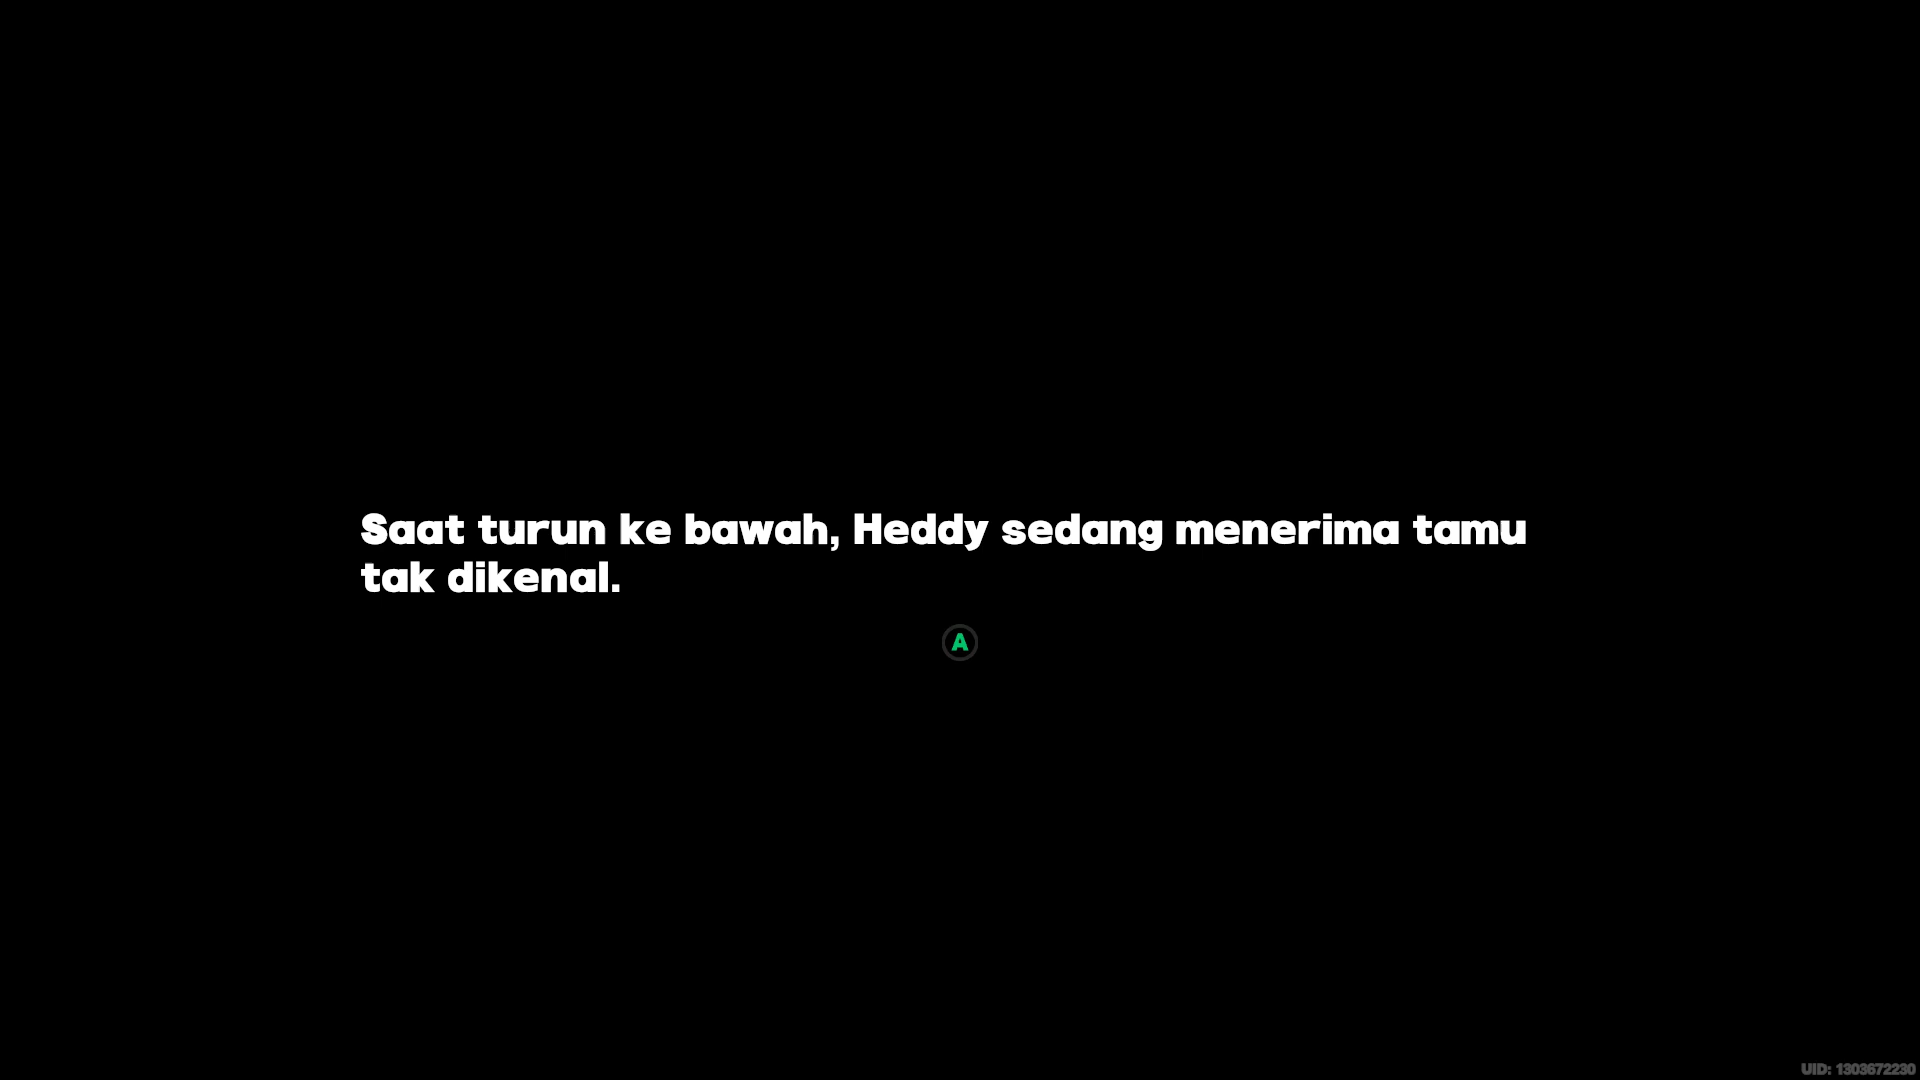 Saat turun ke bawah, Heddy sedang menerima tamu
tak dikenal.
A
UID: 1303672230